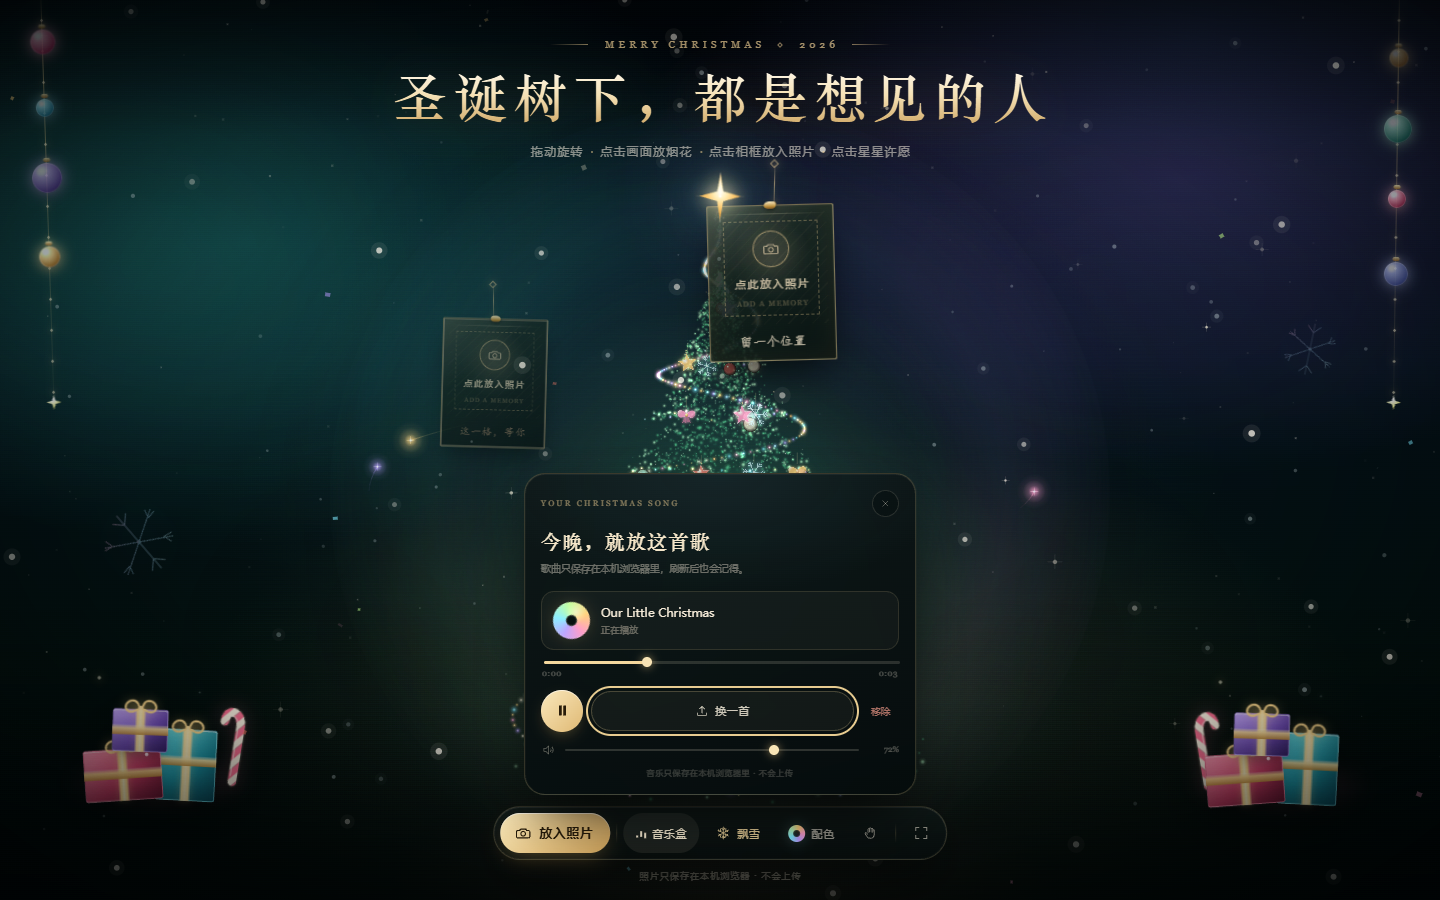 MERRY CHRISTMAS ◇ 2026
圣诞树下，都是想见的人
拖动旋转 · 点击画面放烟花 · 点击相框放入照片 · 点击星星许愿
点此放入照片
ADD A MEMORY
留一个位置
点此放入照片
ADD A MEMORY
这一格，等你
YOUR CHRISTMAS SONG
今晚，就放这首歌
歌曲只保存在本机浏览器里，刷新后也会记得。
Our Little Christmas
正在播放
0:00 0:03
换一首 移除
72%
音乐只保存在本机浏览器里 · 不会上传
放入照片 音乐盒 飘雪 配色
照片只保存在本机浏览器 · 不会上传